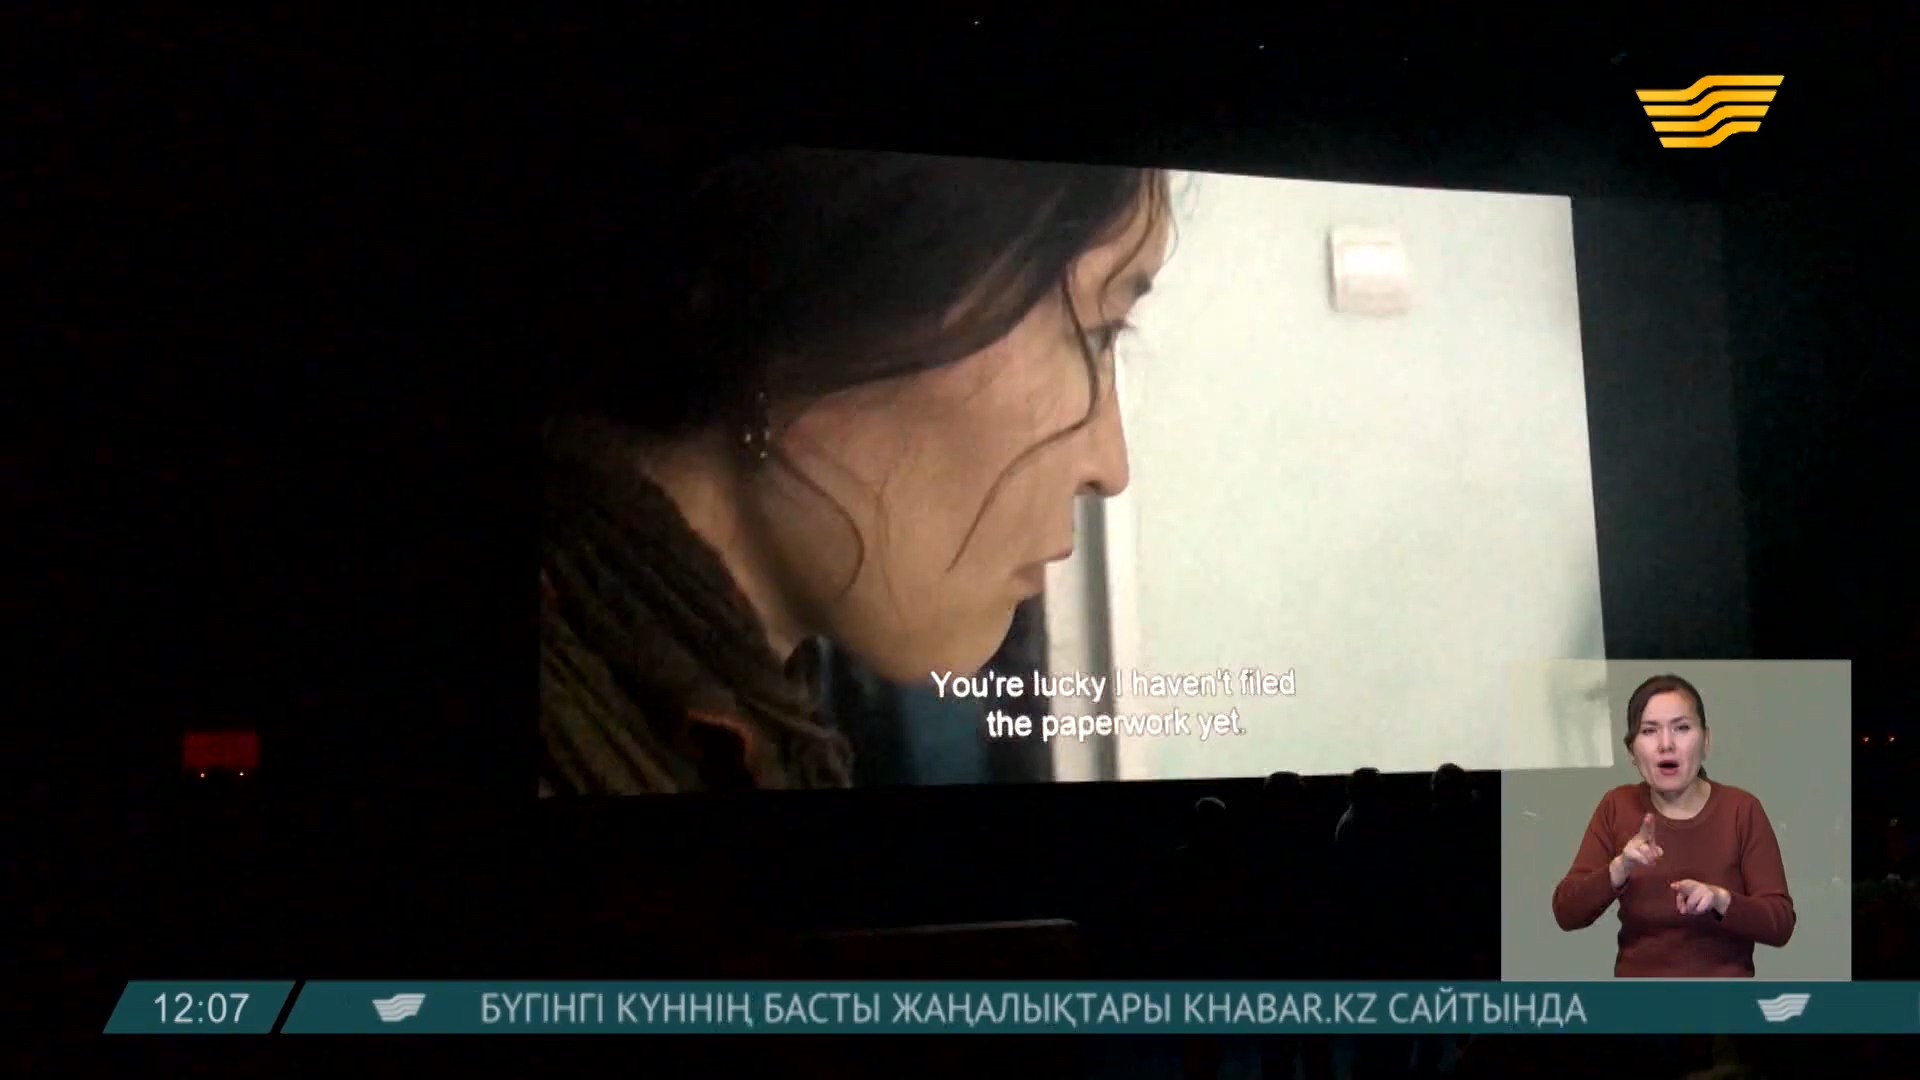 You're lucky I haven't filed
the paperwork yet.
12:07 БҮГІНГІ КҮННІҢ БАСТЫ ЖАҢАЛЫҚТАРЫ KHABAR.KZ САЙТЫНДА